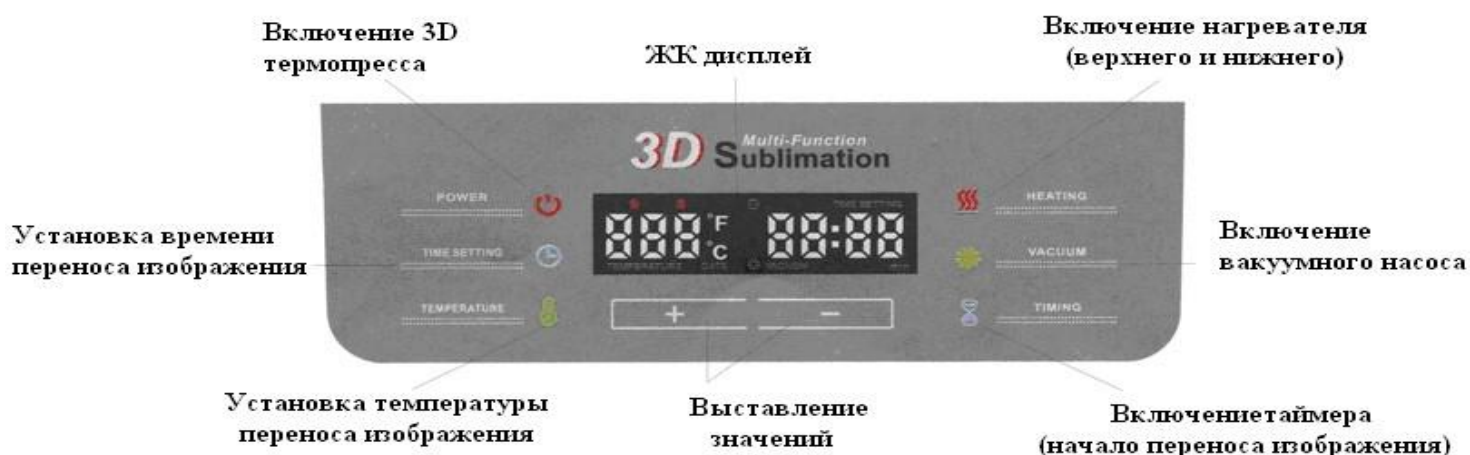 Включение 3D
термопресса
ЖК дисплей
Включение нагревателя
(верхнего и нижнего)
3D Multi-Function
Sublimation
POWER
HEATING
TIME SETTING
88:88
888 °F
°C
TEMPERATURE
DATE
Установка времени
переноса изображения
TIME SETTING
VACUUM
Включение
вакуумного насоса
TEMPERATURE
+
−
TIMING
Установка температуры
переноса изображения
Выставление
значений
Включениетаймера
(начало переноса изображения)